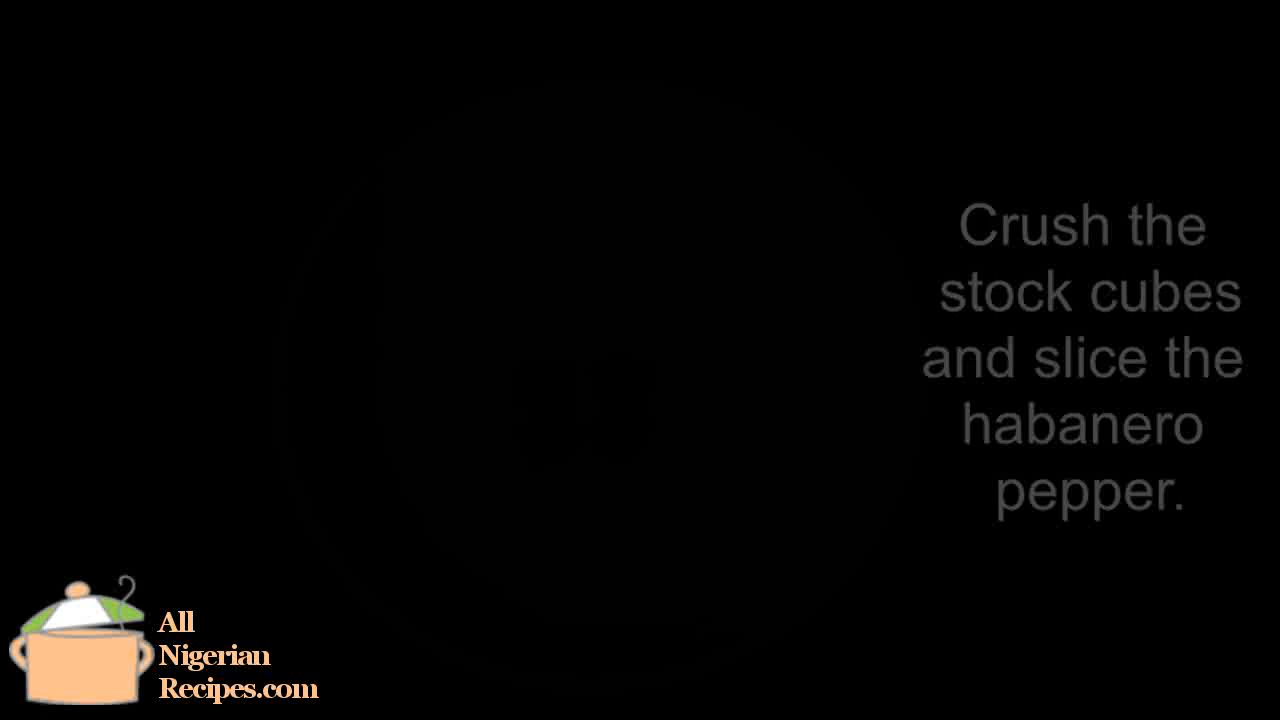 Crush the
stock cubes
and slice the
habanero
pepper.
All
Nigerian
Recipes.com